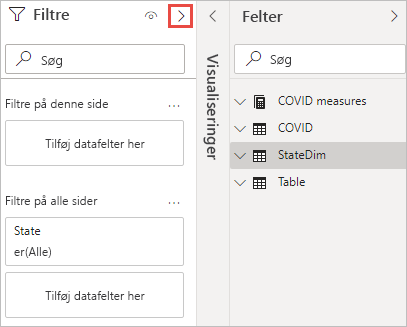 Filtre
Søg
Filtre på denne side
...
Tilføj datafelter her
Filtre på alle sider
...
State
er(Alle)
Tilføj datafelter her
Visualiseringer
Felter
Søg
COVID measures
COVID
StateDim
Table